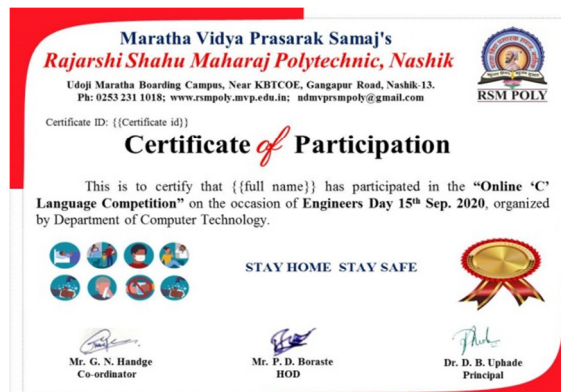 Maratha Vidya Prasarak Samaj's
Rajarshi Shahu Maharaj Polytechnic, Nashik
Udoji Maratha Boarding Campus, Near KBTCOE, Gangapur Road, Nashik-13.
Ph: 0253 231 1018; www.rsmpoly.mvp.edu.in; ndmvprsmpoly@gmail.com
RSM POLY
Certificate ID: {{Certificate id}}
Certificate of Participation
This is to certify that {{full name}} has participated in the “Online ‘C’
Language Competition” on the occasion of Engineers Day 15th Sep. 2020, organized
by Department of Computer Technology.
STAY HOME STAY SAFE
Mr. G. N. Handge
Co-ordinator
Mr. P. D. Boraste
HOD
Dr. D. B. Uphade
Principal